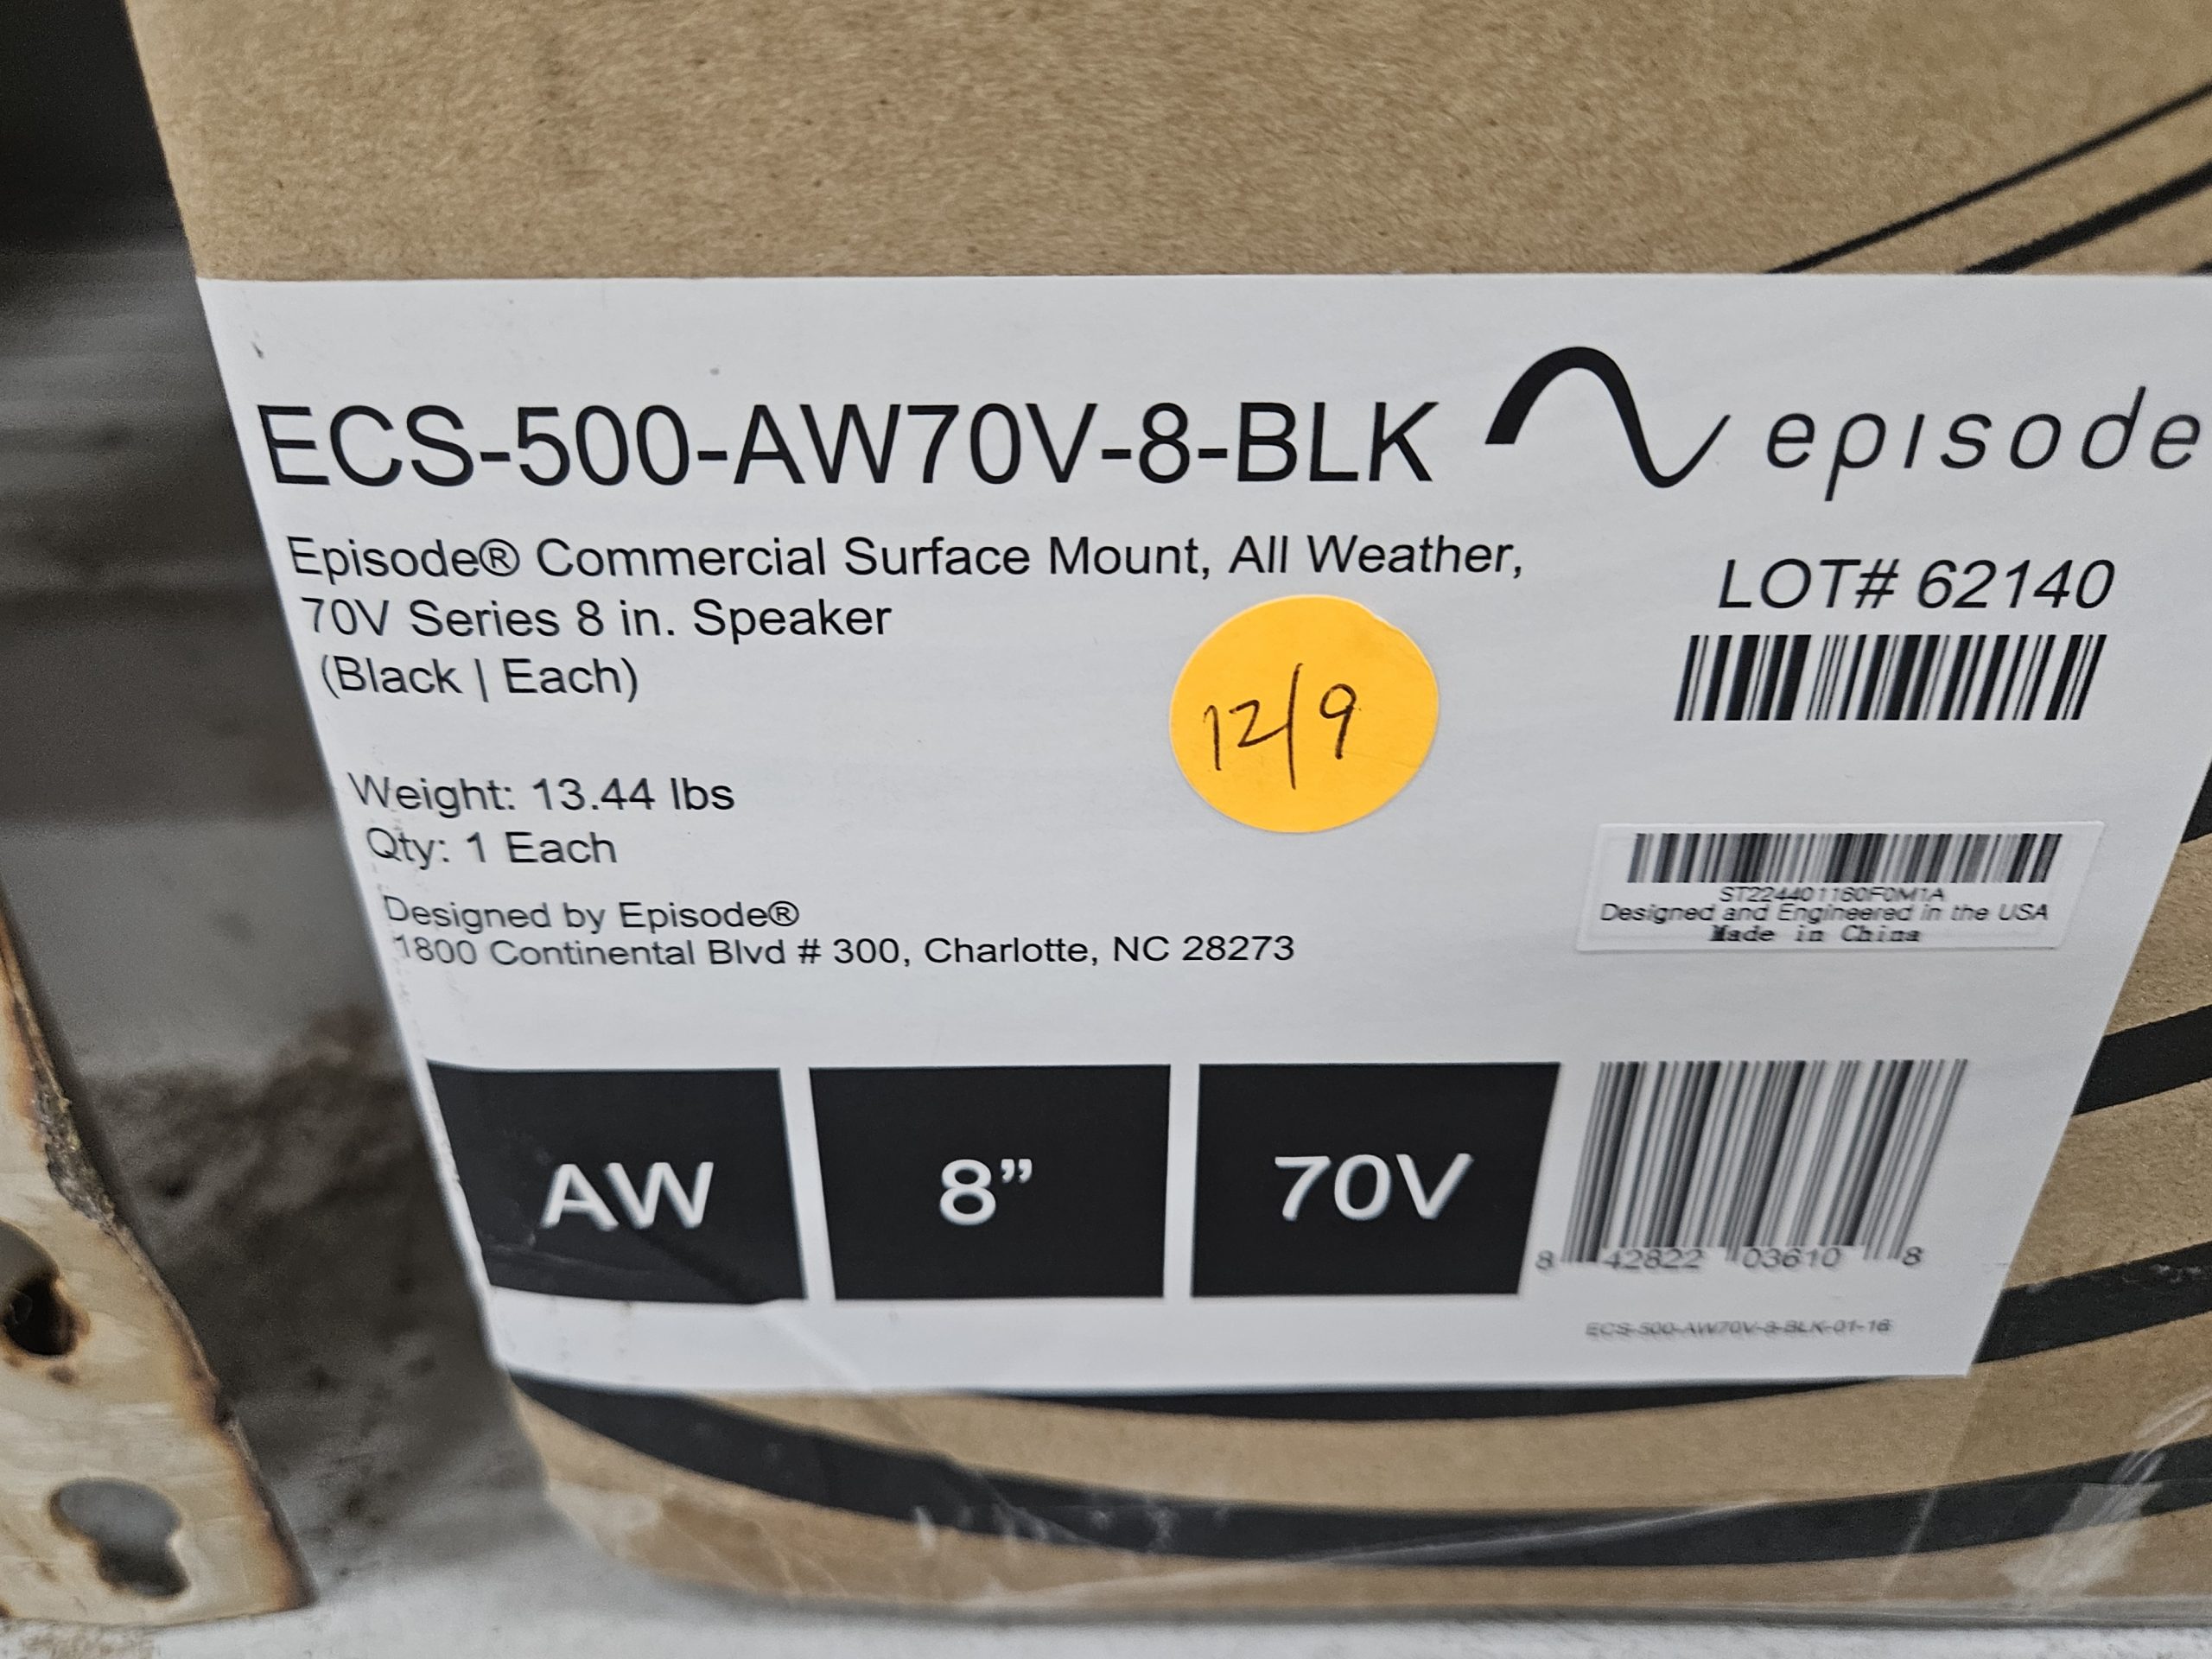 ECS-500-AW70V-8-BLK
episode
Episode® Commercial Surface Mount, All Weather,
70V Series 8 in. Speaker
(Black | Each)
LOT# 62140
12/9
Weight: 13.44 lbs
Qty: 1 Each
ST224401160F0M1A
Designed and Engineered in the USA
Made in China
Designed by Episode®
1800 Continental Blvd # 300, Charlotte, NC 28273
AW
8”
70V
8 42822 03610 8
ECS-500-AW70V-8-BLK-01-16